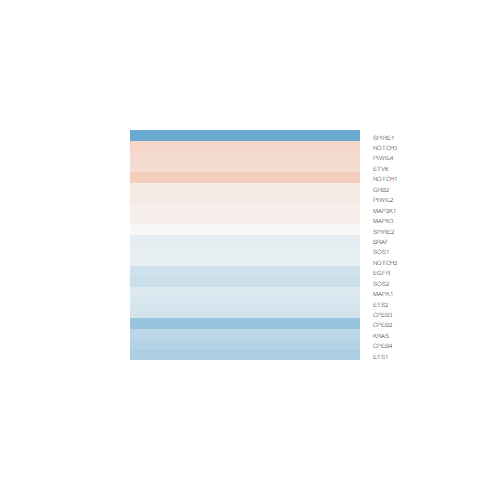 SPIRE1
NOTCH3
PIWIL4
ETV6
NOTCH1
GRB2
PIWIL2
MAP2K1
MAPK3
SPIRE2
BRAF
SOS1
NOTCH2
EGFR
SOS2
MAPK1
ETS2
CPEB3
CPEB2
KRAS
CPEB4
ETS1